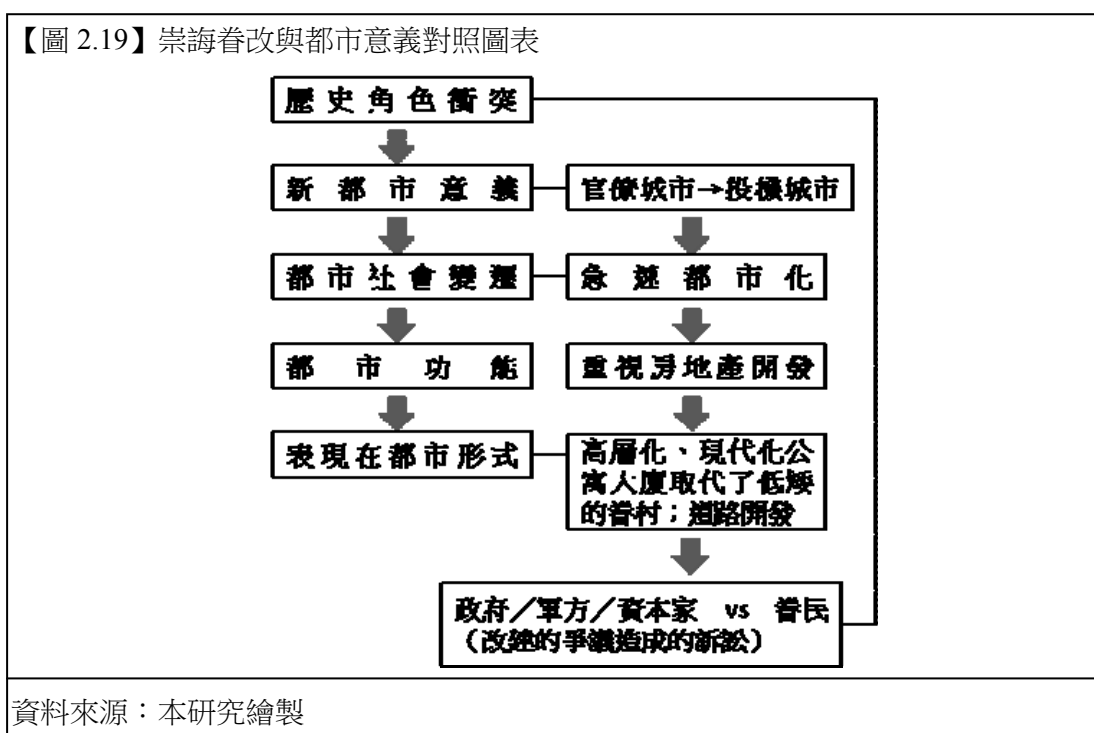 【圖 2.19】崇誨眷改與都市意義對照圖表
歷史角色衝突
新都市意義
官僚城市→投機城市
都市社會變遷
急速都市化
都市功能
重視房地產開發
表現在都市形式
高層化、現代化公
寓大廈取代了低矮
的眷村；道路開發
政府／軍方／資本家 vs 眷民
（改建的爭議造成的訴訟）
資料來源：本研究繪製